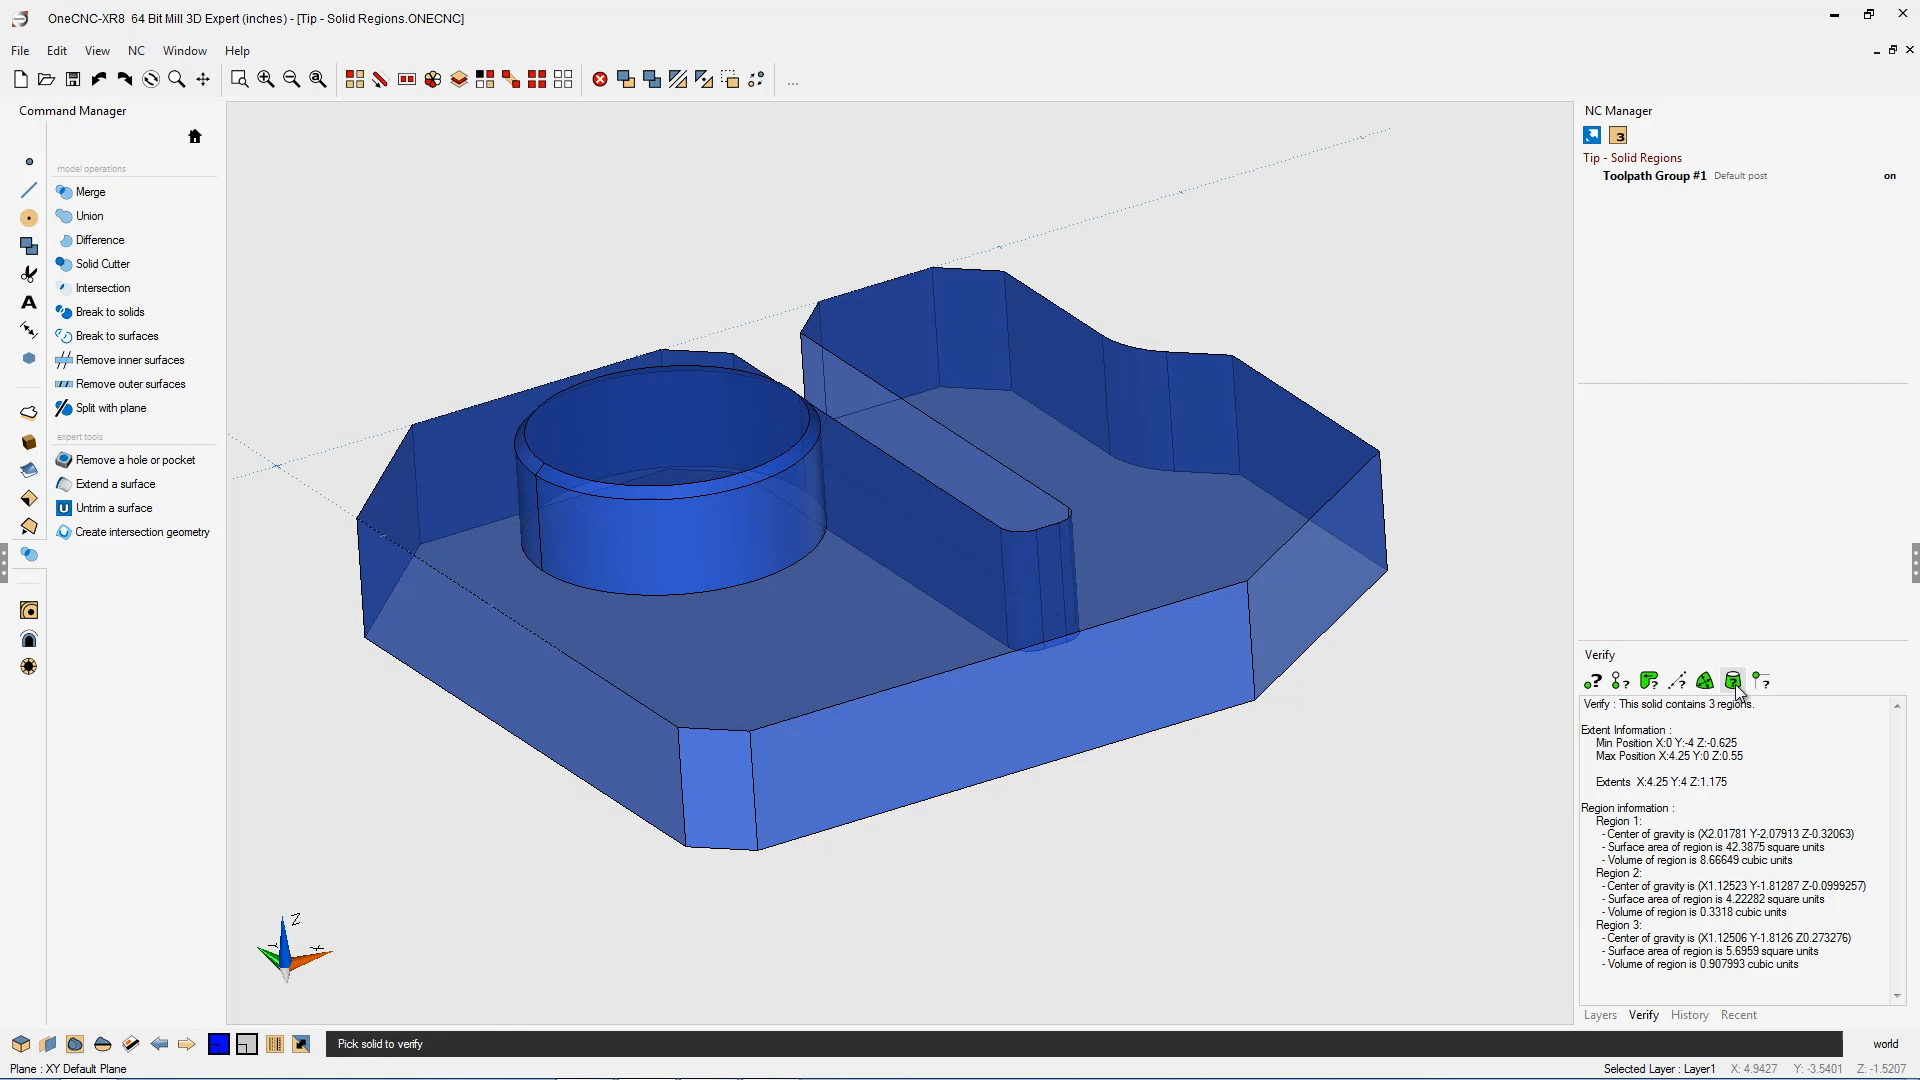 OneCNC-XR8 64 Bit Mill 3D Expert (inches) - [Tip - Solid Regions.ONECNC]
File Edit View NC Window Help
...
Command Manager
model operations
Merge
Union
Difference
Solid Cutter
Intersection
Break to solids
Break to surfaces
Remove inner surfaces
Remove outer surfaces
Split with plane
expert tools
Remove a hole or pocket
Extend a surface
Untrim a surface
Create intersection geometry
Z
NC Manager
3
Tip - Solid Regions
Toolpath Group #1 Default post on
Verify
Verify : This solid contains 3 regions.
Extent Information :
Min Position X:0 Y:-4 Z:-0.625
Max Position X:4.25 Y:0 Z:0.55
Extents X:4.25 Y:4 Z:1.175
Region information :
Region 1:
- Center of gravity is (X2.01781 Y-2.07913 Z-0.32063)
- Surface area of region is 42.3875 square units
- Volume of region is 8.66649 cubic units
Region 2:
- Center of gravity is (X1.12523 Y-1.81287 Z-0.0999257)
- Surface area of region is 4.22282 square units
- Volume of region is 0.3318 cubic units
Region 3:
- Center of gravity is (X1.12506 Y-1.8126 Z0.273276)
- Surface area of region is 5.6959 square units
- Volume of region is 0.907993 cubic units
Layers Verify History Recent
Pick solid to verify
world
Plane : XY Default Plane
Selected Layer : Layer1 X: 4.9427 Y: -3.5401 Z: -1.5207